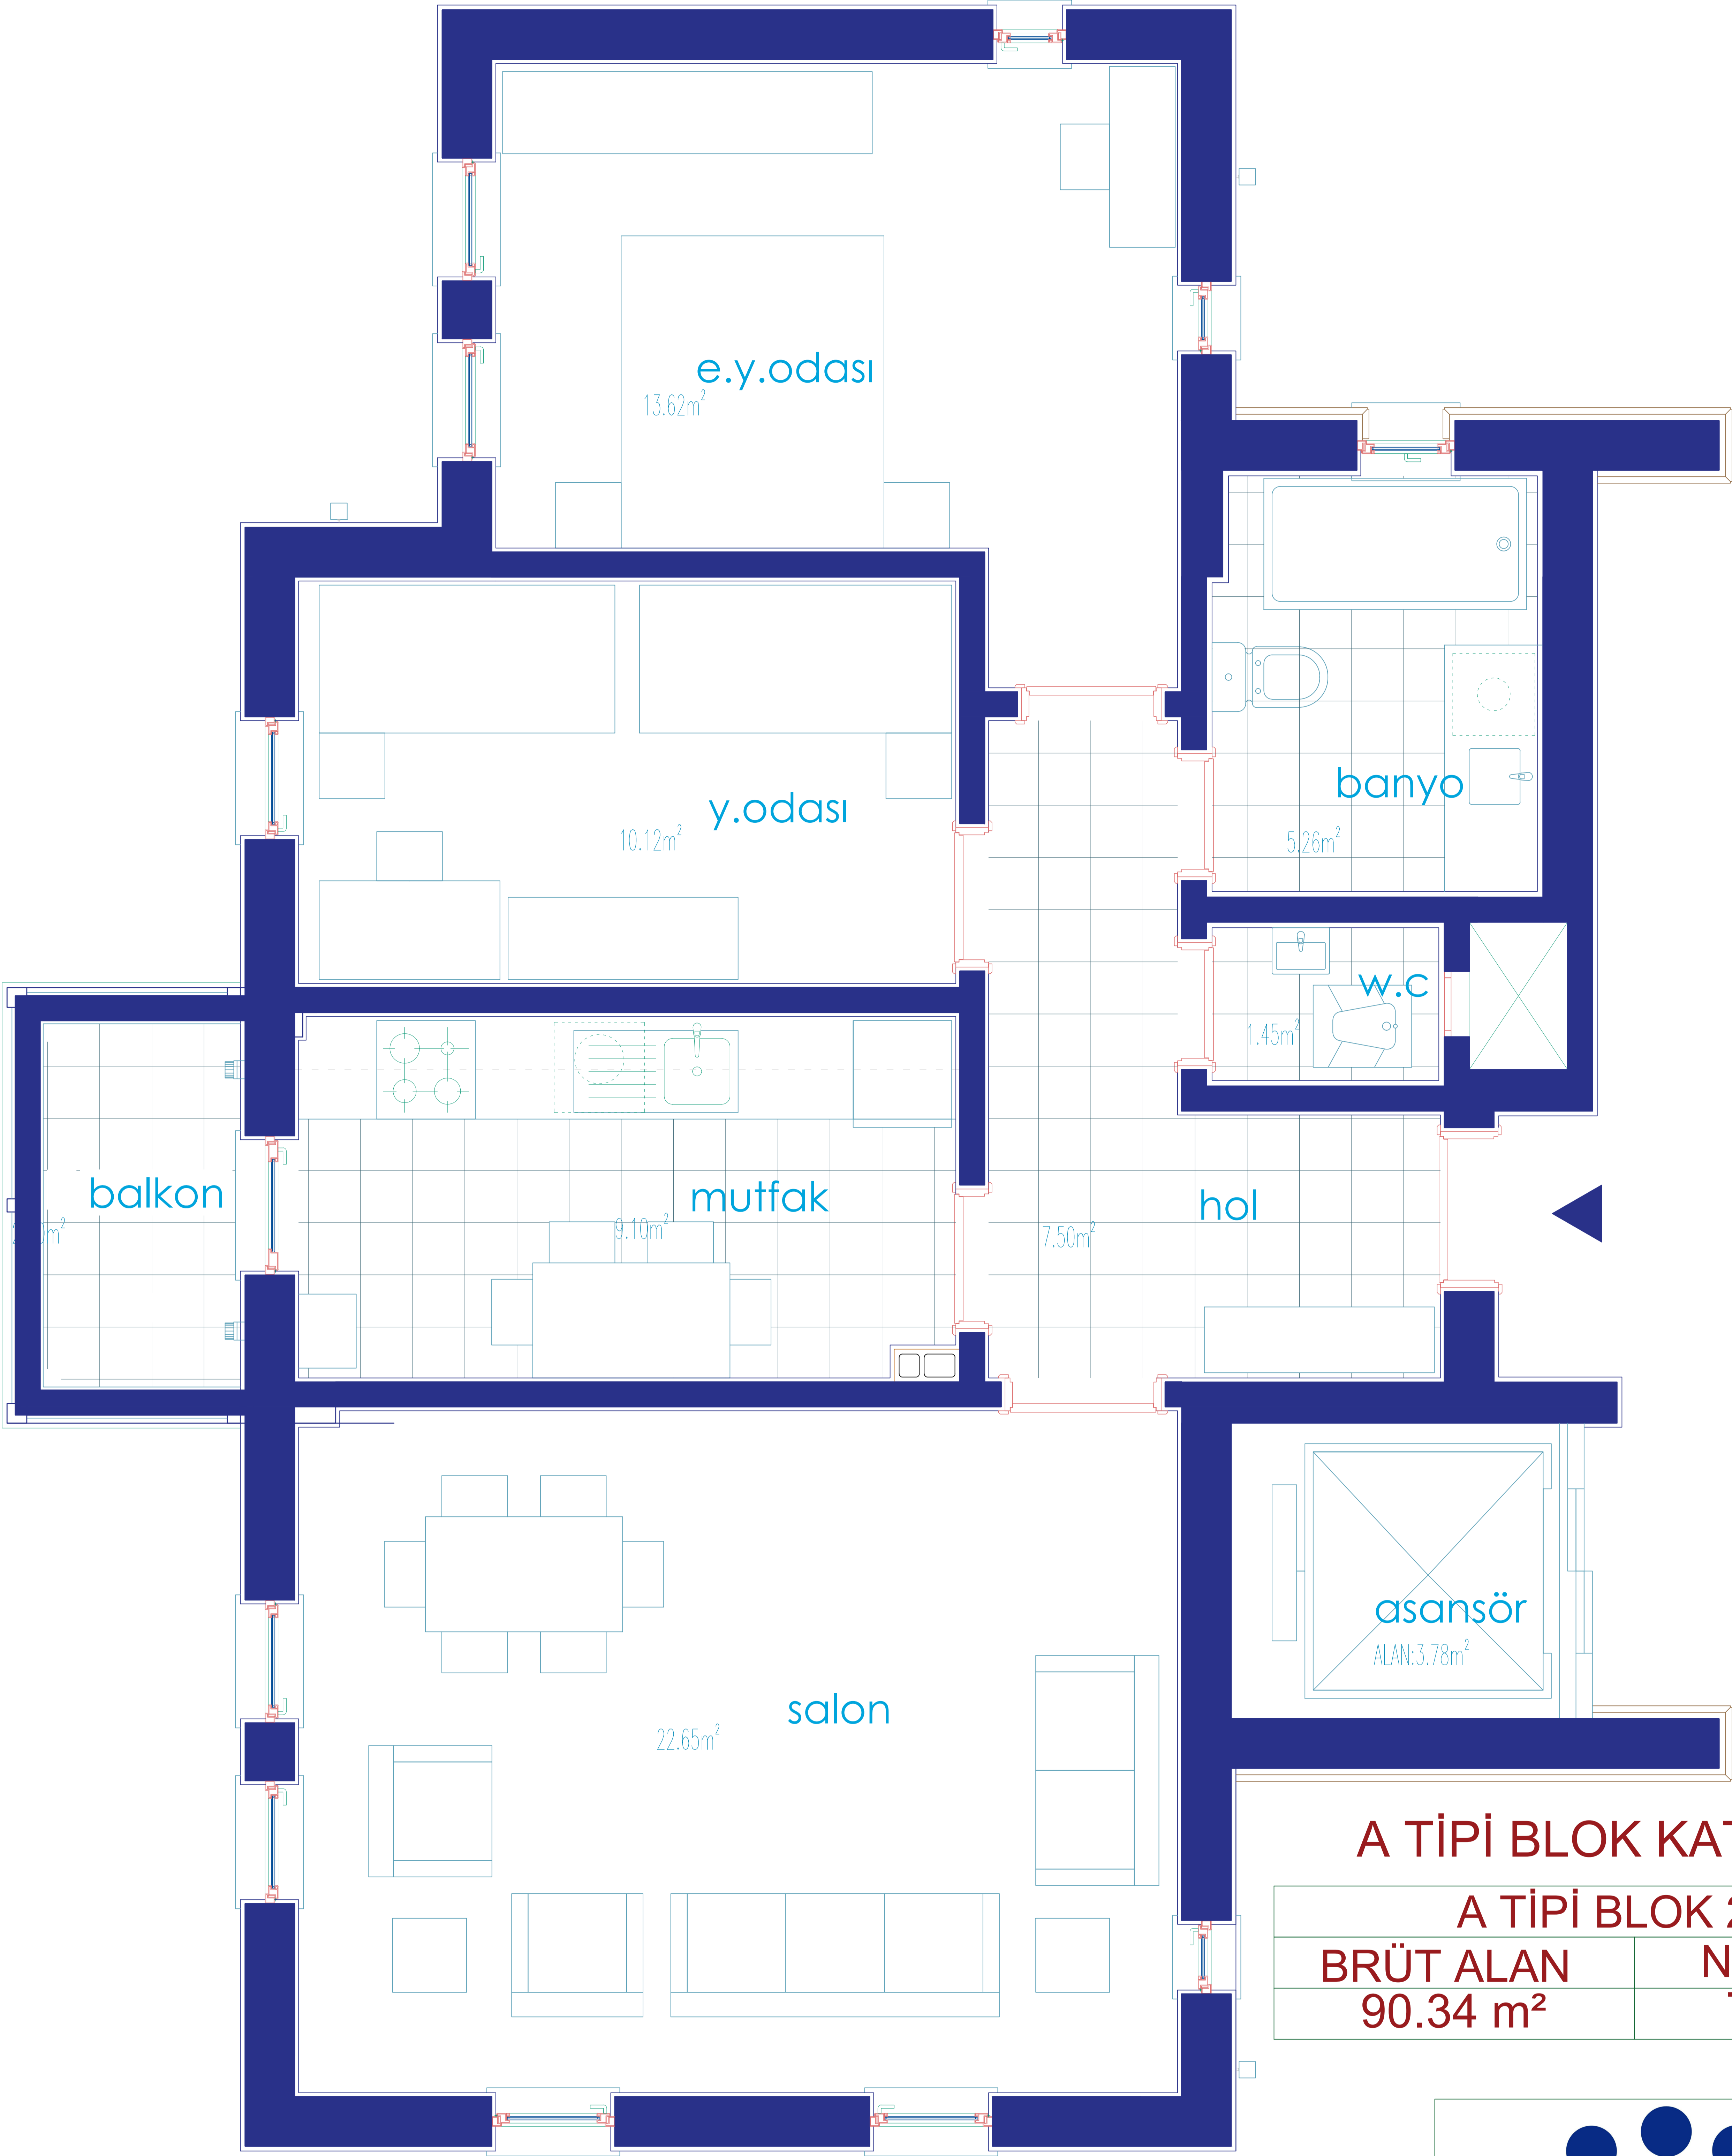 e.y.odası
13.62m²
y.odası
10.12m²
banyo
5.26m²
w.c
1.45m²
balkon
mutfak
9.10m²
hol
7.50m²
salon
22.65m²
asansör
ALAN:3.78m²
A TİPİ BLOK KAT
A TİPİ BLOK
BRÜT ALAN
90.34 m²